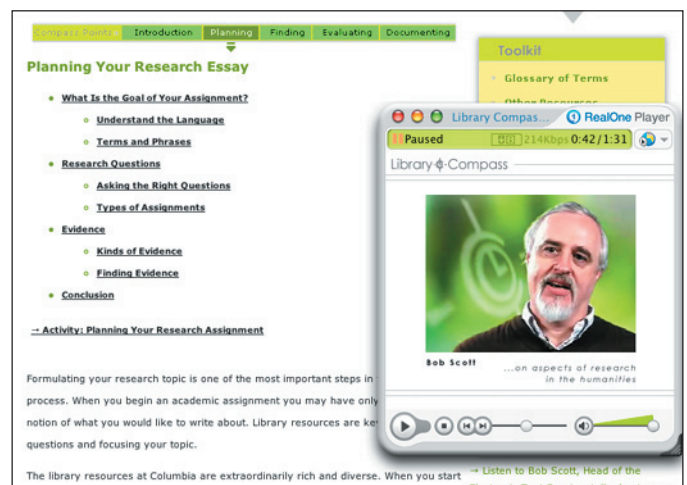 Compass Points: Introduction Planning Finding Evaluating Documenting
Planning Your Research Essay
What Is the Goal of Your Assignment?
Understand the Language
Terms and Phrases
Research Questions
Asking the Right Questions
Types of Assignments
Evidence
Kinds of Evidence
Finding Evidence
Conclusion
→ Activity: Planning Your Research Assignment
Formulating your research topic is one of the most important steps in
process. When you begin an academic assignment you may have only
notion of what you would like to write about. Library resources are
questions and focusing your topic.
The library resources at Columbia are extraordinarily rich and diverse. When you start
Toolkit
Glossary of Terms
Other Resources
Library Compas... RealOne Player
Paused 214Kbps 0:42/1:31
Library e-Compass
Bob Scott
...on aspects of research
in the humanities
→ Listen to Bob Scott, Head of the